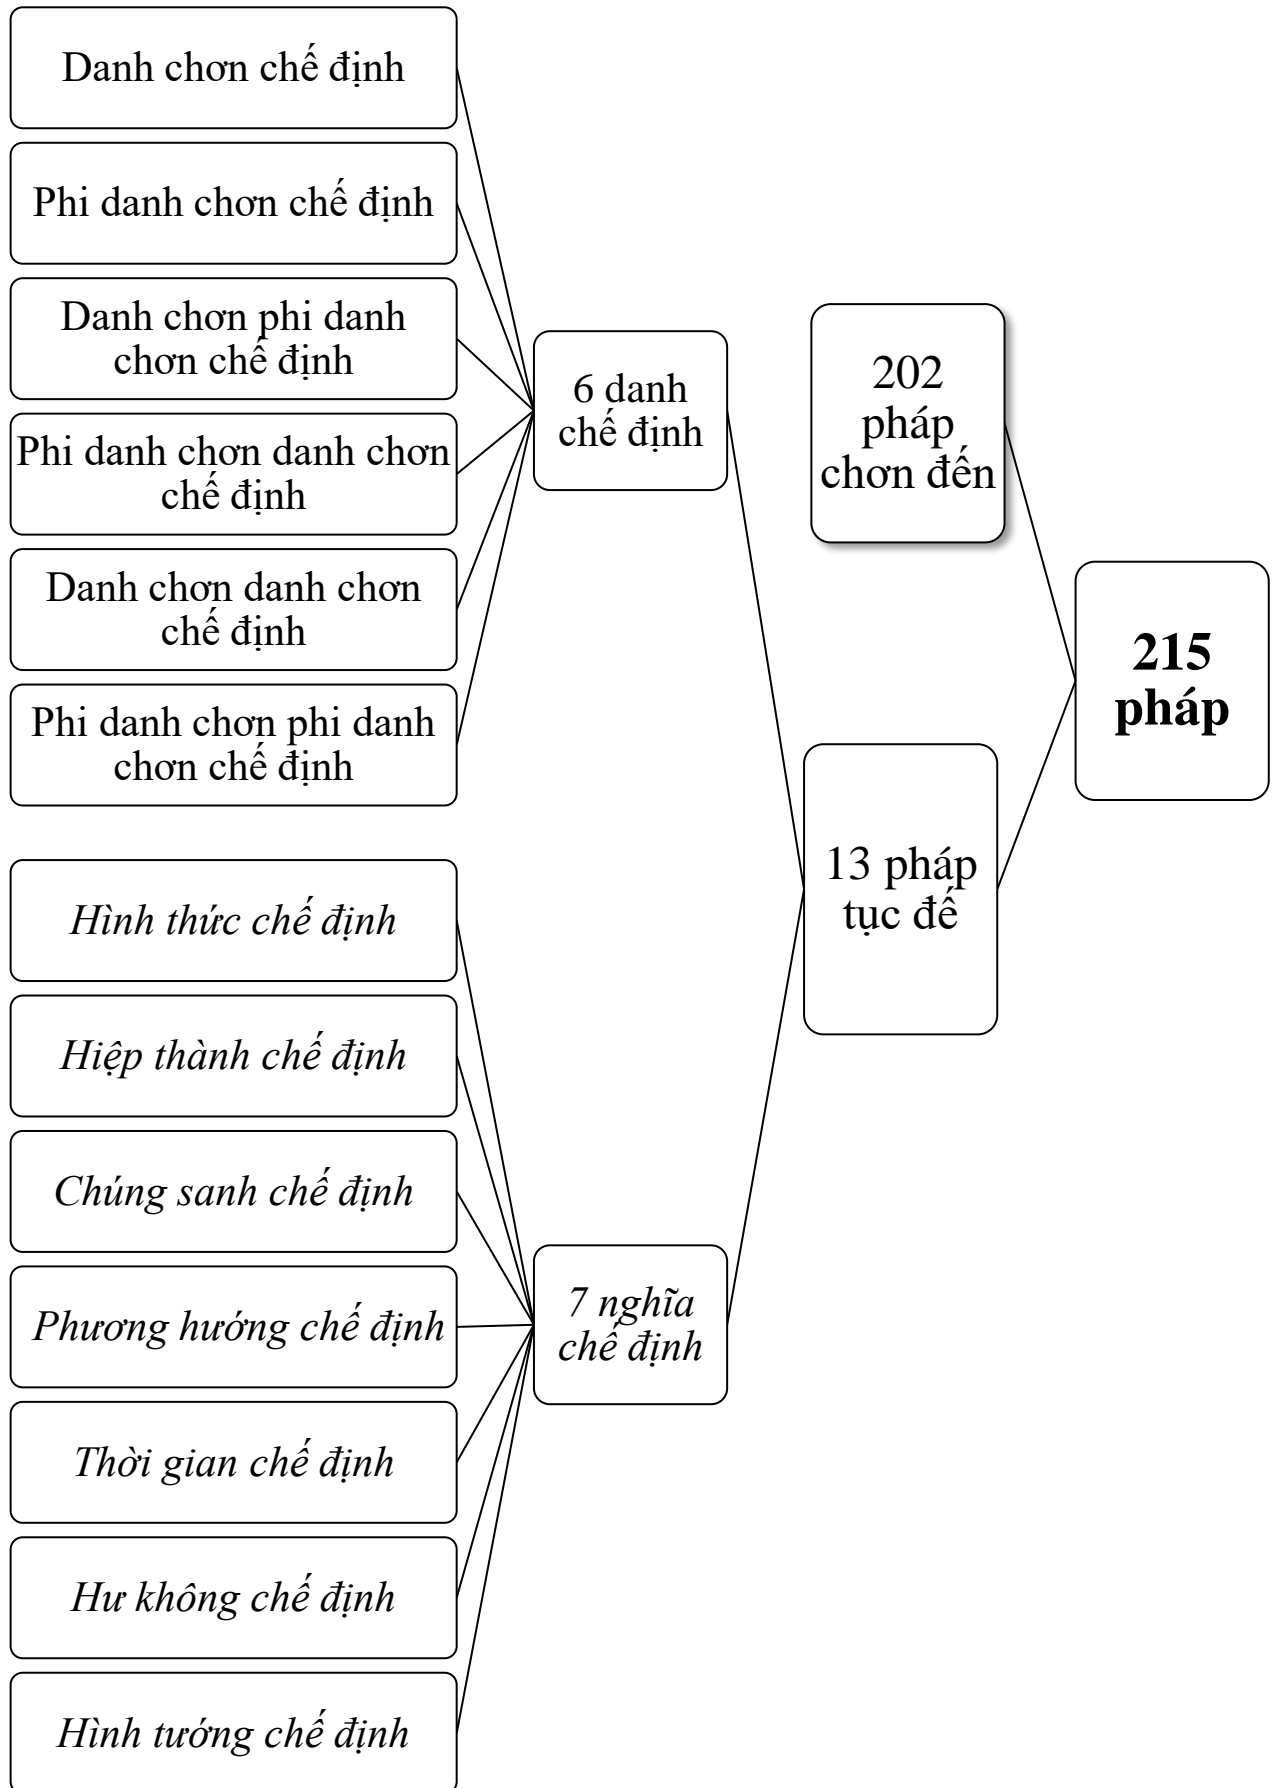 Danh chơn chế định
Phi danh chơn chế định
Danh chơn phi danh
chơn chế định
Phi danh chơn danh chơn
chế định
Danh chơn danh chơn
chế định
Phi danh chơn phi danh
chơn chế định
Hình thức chế định
Hiệp thành chế định
Chúng sanh chế định
Phương hướng chế định
Thời gian chế định
Hư không chế định
Hình tướng chế định
6 danh
chế định
7 nghĩa
chế định
202
pháp
chơn đến
13 pháp
tục đế
215
pháp